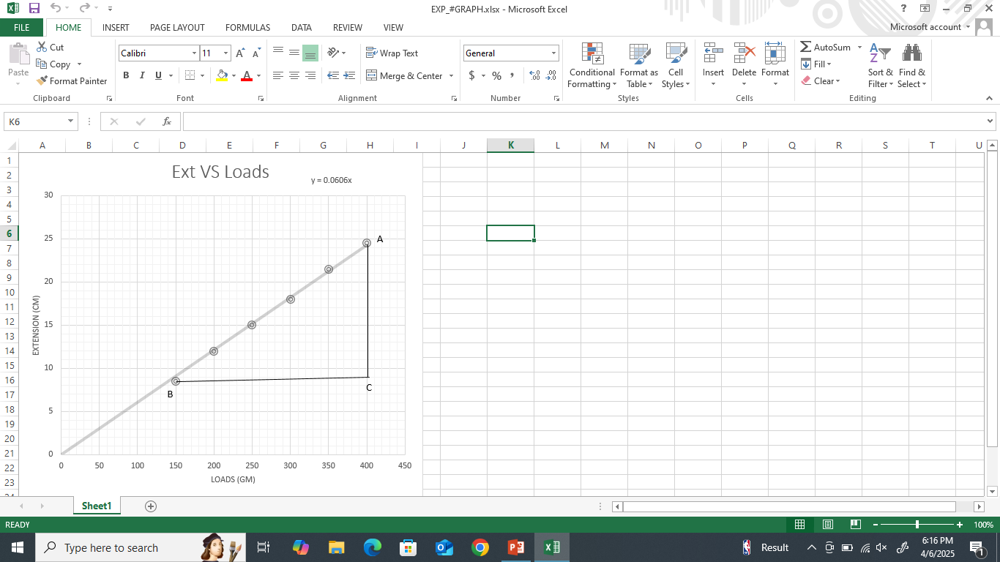 EXP_#GRAPH.xlsx - Microsoft Excel
FILE HOME INSERT PAGE LAYOUT FORMULAS DATA REVIEW VIEW Microsoft account
Paste
Cut
Copy
Format Painter
Clipboard
Calibri 11
B I U
Font
Wrap Text
Merge & Center
Alignment
General
$ % ,
Number
Conditional Formatting
Format as Table
Cell Styles
Styles
Insert Delete Format
Cells
AutoSum
Fill
Clear
Sort & Filter
Find & Select
Editing
K6
fx
A B C D E F G H I J K L M N O P Q R S T U
1
2
3
4
5
6
7
8
9
10
11
12
13
14
15
16
17
18
19
20
21
22
23
24
Ext VS Loads
y = 0.0606x
EXTENSION (CM)
30
25
20
15
10
5
0
A
B
C
0 50 100 150 200 250 300 350 400 450
LOADS (GM)
Sheet1
READY
100%
Type here to search
Result
6:16 PM
4/6/2025
1